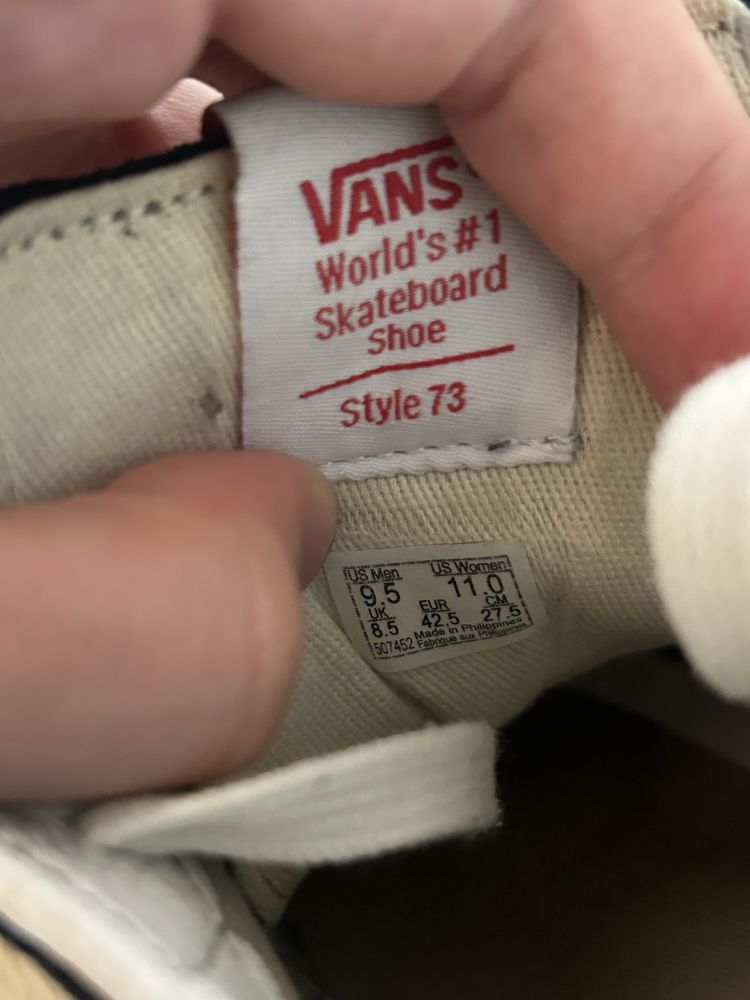 VANS
World's #1
Skateboard
Shoe
Style 73
US Men US Women
9.5 11.0
UK EUR CM
8.5 42.5 27.5
507452 Made in Philippines
Fabrique aux Philippines